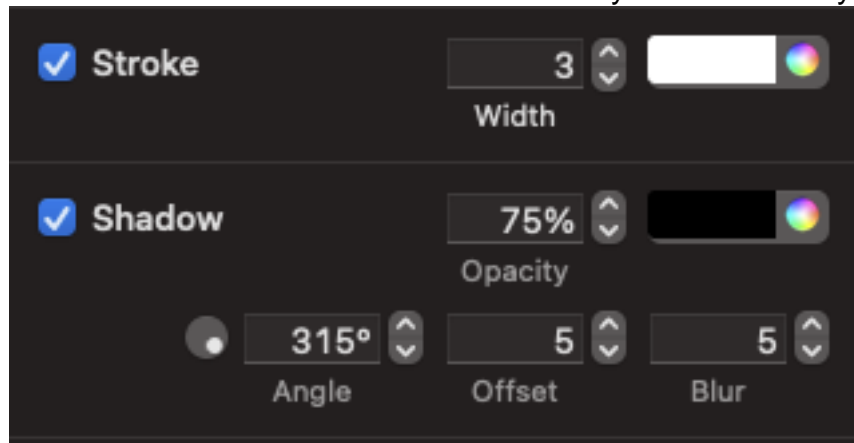 Stroke 3
Width
Shadow 75%
Opacity
315° 5 5
Angle Offset Blur